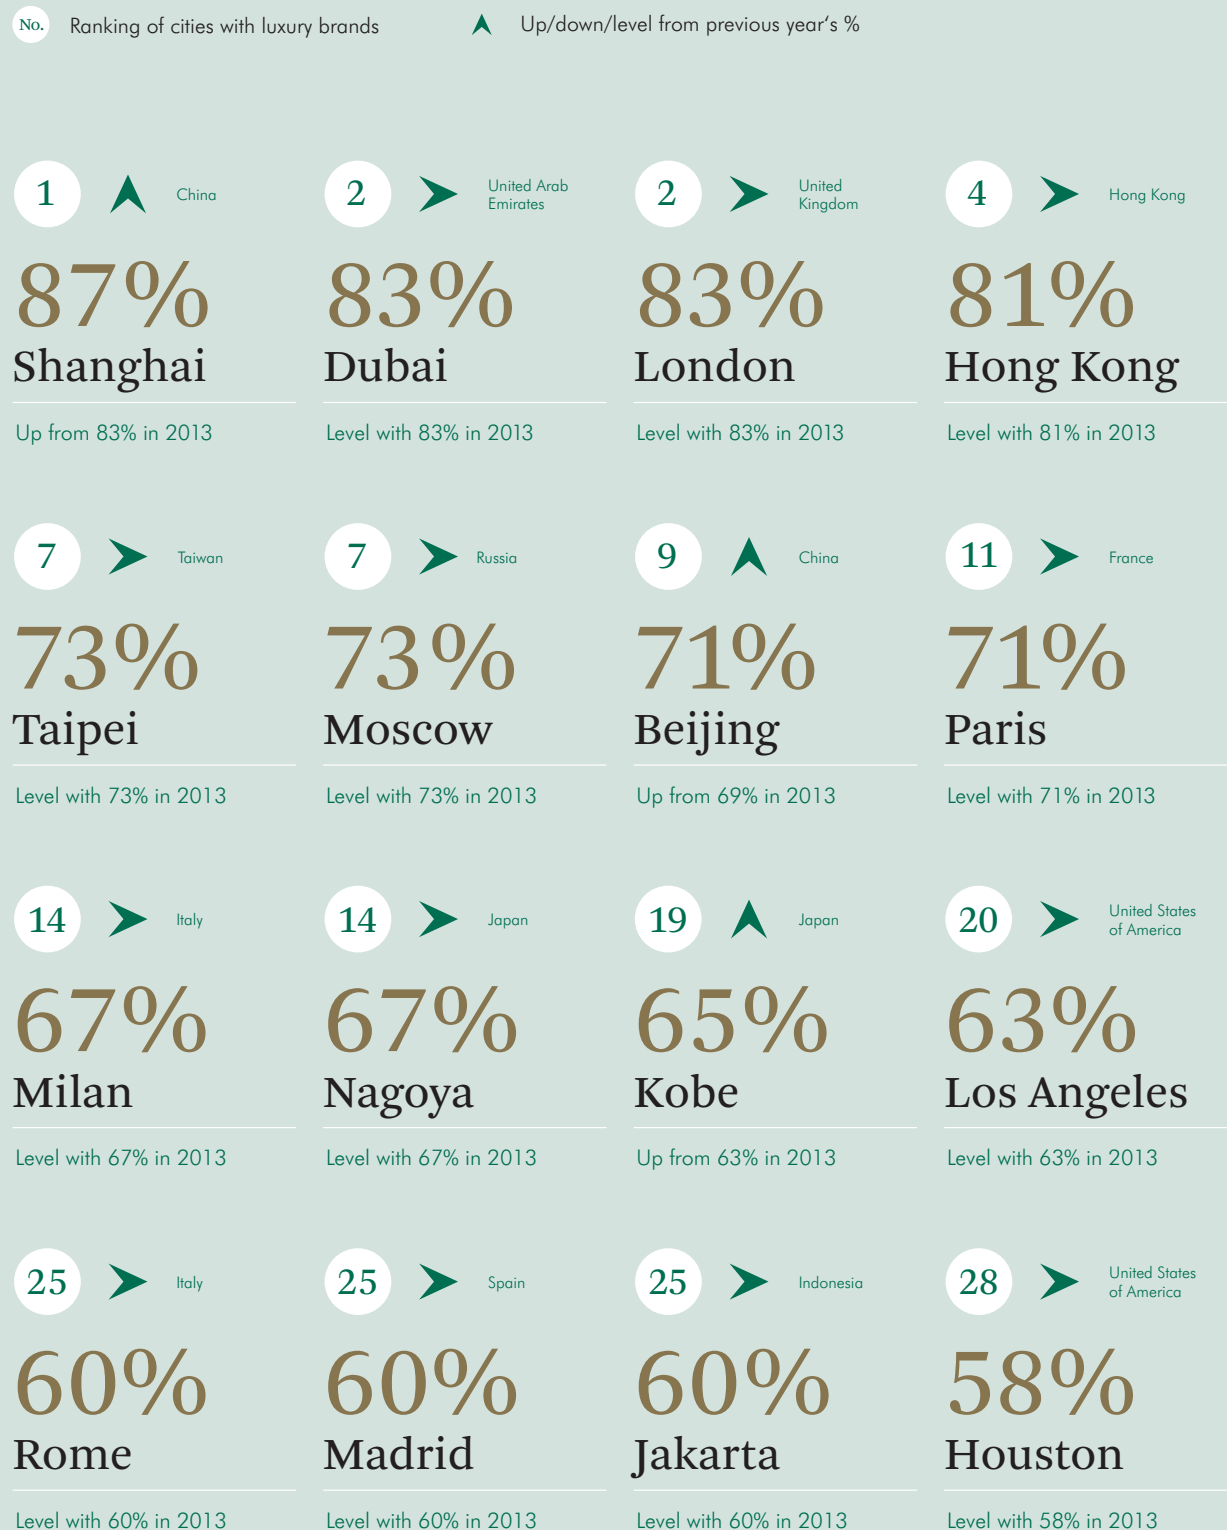 No. Ranking of cities with luxury brands
Up/down/level from previous year's %
1 China
87%
Shanghai
Up from 83% in 2013
2 United Arab
Emirates
83%
Dubai
Level with 83% in 2013
2 United
Kingdom
83%
London
Level with 83% in 2013
4 Hong Kong
81%
Hong Kong
Level with 81% in 2013
7 Taiwan
73%
Taipei
Level with 73% in 2013
7 Russia
73%
Moscow
Level with 73% in 2013
9 China
71%
Beijing
Up from 69% in 2013
11 France
71%
Paris
Level with 71% in 2013
14 Italy
67%
Milan
Level with 67% in 2013
14 Japan
67%
Nagoya
Level with 67% in 2013
19 Japan
65%
Kobe
Up from 63% in 2013
20 United States
of America
63%
Los Angeles
Level with 63% in 2013
25 Italy
60%
Rome
Level with 60% in 2013
25 Spain
60%
Madrid
Level with 60% in 2013
25 Indonesia
60%
Jakarta
Level with 60% in 2013
28 United States
of America
58%
Houston
Level with 58% in 2013